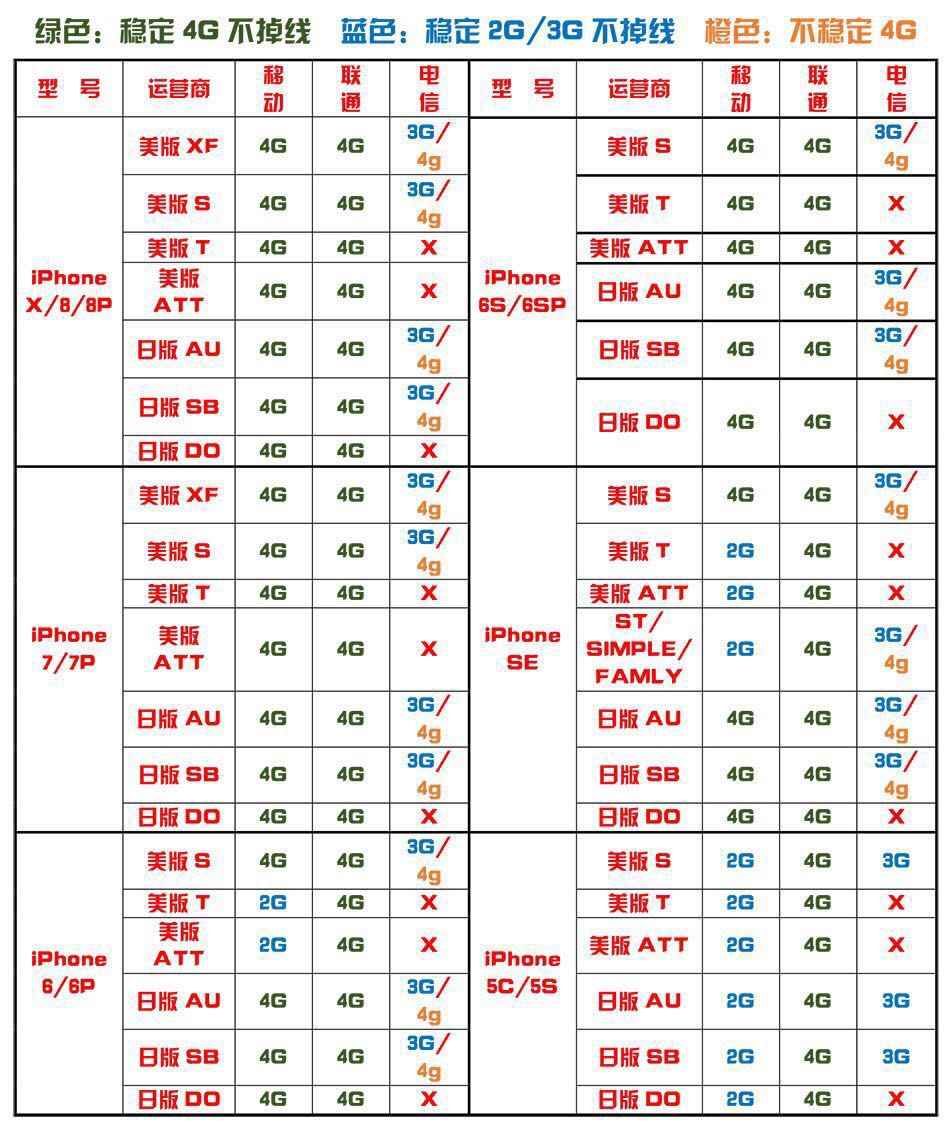 绿色：稳定 4G 不掉线 蓝色：稳定 2G/3G 不掉线 橙色：不稳定 4G
型 号 运营商 移动 联通 电信
iPhone X/8/8P
美版 XF 4G 4G 3G/4g
美版 S 4G 4G 3G/4g
美版 T 4G 4G X
美版 ATT 4G 4G X
日版 AU 4G 4G 3G/4g
日版 SB 4G 4G 3G/4g
日版 DO 4G 4G X
iPhone 7/7P
美版 XF 4G 4G 3G/4g
美版 S 4G 4G 3G/4g
美版 T 4G 4G X
美版 ATT 4G 4G X
日版 AU 4G 4G 3G/4g
日版 SB 4G 4G 3G/4g
日版 DO 4G 4G X
iPhone 6/6P
美版 S 4G 4G 3G/4g
美版 T 2G 4G X
美版 ATT 2G 4G X
日版 AU 4G 4G 3G/4g
日版 SB 4G 4G 3G/4g
日版 DO 4G 4G X
型 号 运营商 移动 联通 电信
iPhone 6S/6SP
美版 S 4G 4G 3G/4g
美版 T 4G 4G X
美版 ATT 4G 4G X
日版 AU 4G 4G 3G/4g
日版 SB 4G 4G 3G/4g
日版 DO 4G 4G X
iPhone SE
美版 S 4G 4G 3G/4g
美版 T 2G 4G X
美版 ATT 2G 4G X
ST/SIMPLE/FAMLY 2G 4G 3G/4g
日版 AU 4G 4G 3G/4g
日版 SB 4G 4G 3G/4g
日版 DO 4G 4G X
iPhone 5C/5S
美版 S 2G 4G 3G
美版 T 2G 4G X
美版 ATT 2G 4G X
日版 AU 2G 4G 3G
日版 SB 2G 4G 3G
日版 DO 2G 4G X